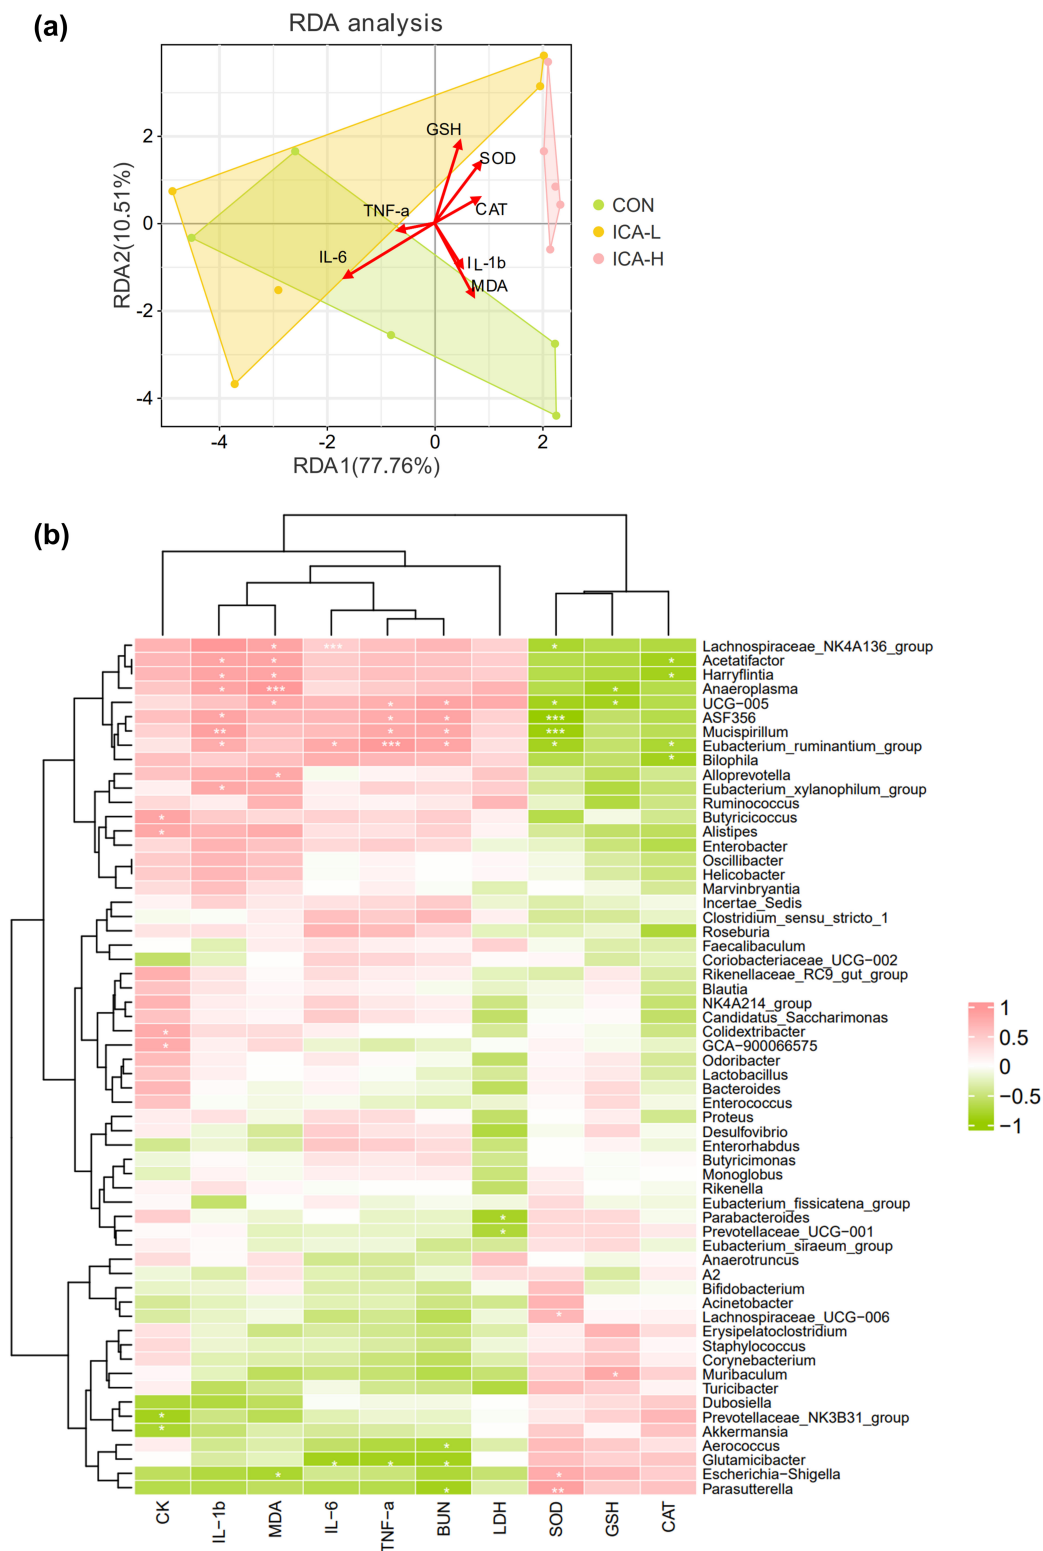 (a)
RDA analysis
RDA2(10.51%)
2
0
-2
-4
GSH
SOD
CAT
TNF-a
IL-6
IL-1b
MDA
-4
-2
0
2
RDA1(77.76%)
CON
ICA-L
ICA-H
(b)
Lachnospiraceae_NK4A136_group
Acetatifactor
Harryflintia
Anaeroplasma
UCG−005
ASF356
Mucispirillum
Eubacterium_ruminantium_group
Bilophila
Alloprevotella
Eubacterium_xylanophilum_group
Ruminococcus
Butyricicoccus
Alistipes
Enterobacter
Oscillibacter
Helicobacter
Marvinbryantia
Incertae_Sedis
Clostridium_sensu_stricto_1
Roseburia
Faecalibaculum
Coriobacteriaceae_UCG−002
Rikenellaceae_RC9_gut_group
Blautia
NK4A214_group
Candidatus_Saccharimonas
Colidextribacter
GCA−900066575
Odoribacter
Lactobacillus
Bacteroides
Enterococcus
Proteus
Desulfovibrio
Enterorhabdus
Butyricimonas
Monoglobus
Rikenella
Eubacterium_fissicatena_group
Parabacteroides
Prevotellaceae_UCG−001
Eubacterium_siraeum_group
Anaerotruncus
A2
Bifidobacterium
Acinetobacter
Lachnospiraceae_UCG−006
Erysipelatoclostridium
Staphylococcus
Corynebacterium
Muribaculum
Turicibacter
Dubosiella
Prevotellaceae_NK3B31_group
Akkermansia
Aerococcus
Glutamicibacter
Escherichia−Shigella
Parasutterella
CK
IL−1b
MDA
IL−6
TNF−a
BUN
LDH
SOD
GSH
CAT
1
0.5
0
−0.5
−1